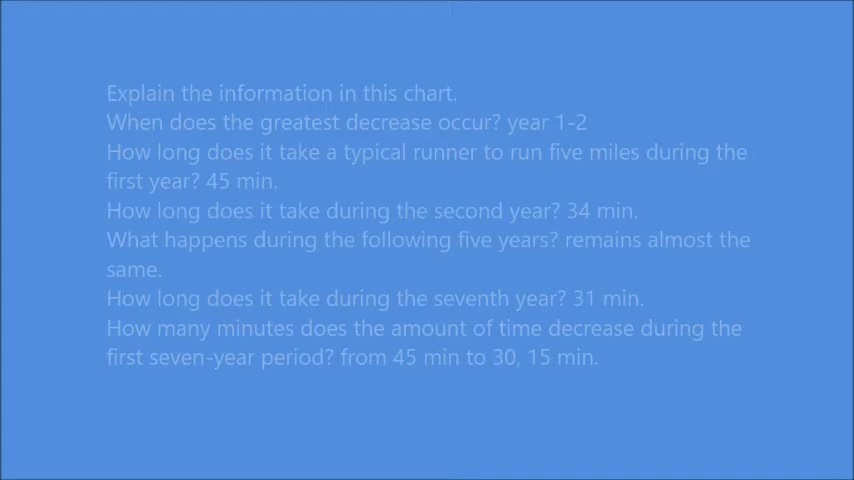 Explain the information in this chart.
When does the greatest decrease occur? year 1-2
How long does it take a typical runner to run five miles during the
first year? 45 min.
How long does it take during the second year? 34 min.
What happens during the following five years? remains almost the
same.
How long does it take during the seventh year? 31 min.
How many minutes does the amount of time decrease during the
first seven-year period? from 45 min to 30, 15 min.